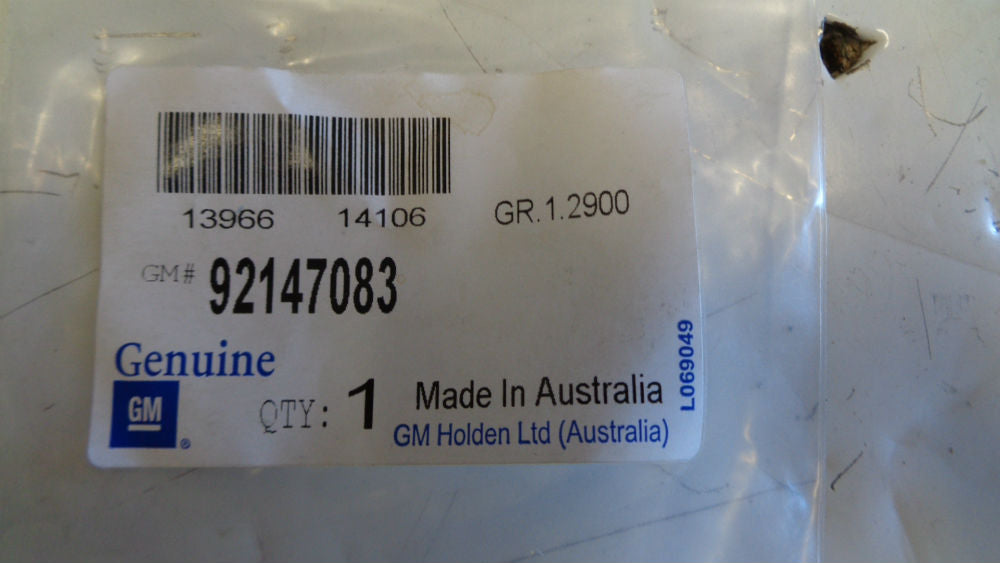 13966 14106
GR.1.2900
GM# 92147083
Genuine
GM ®
QTY: 1
Made In Australia
GM Holden Ltd (Australia)
L069049